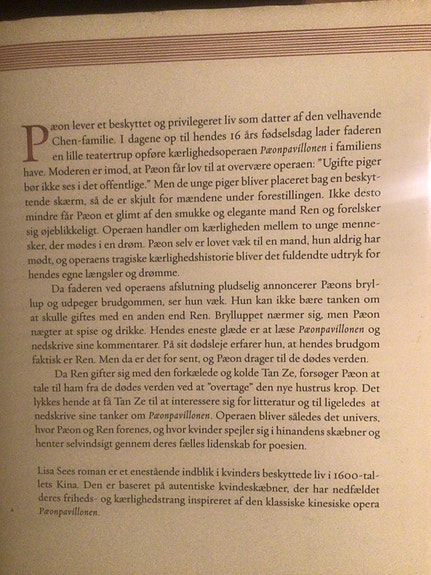 Pæon lever et beskyttet og privilegeret liv som datter af den velhavende
Chen-familie. I dagene op til hendes 16 års fødselsdag lader faderen
en lille teatertrup opføre kærlighedsoperaen Pæonpavillonen i familiens
have. Moderen er imod, at Pæon får lov til at overvære operaen: "Ugifte piger
bør ikke ses i det offentlige." Men de unge piger bliver placeret bag en beskyt-
tende skærm, så de er skjult for mændene under forestillingen. Ikke desto
mindre får Pæon et glimt af den smukke og elegante mand Ren og forelsker
sig øjeblikkeligt. Operaen handler om kærligheden mellem to unge menne-
sker, der mødes i en drøm. Pæon selv er lovet væk til en mand, hun aldrig har
mødt, og operaens tragiske kærlighedshistorie bliver det fuldendte udtryk for
hendes egne længsler og drømme.
Da faderen ved operaens afslutning pludselig annoncerer Pæons bryl-
lup og udpeger brudgommen, ser hun væk. Hun kan ikke bære tanken om
at skulle giftes med en anden end Ren. Brylluppet nærmer sig, men Pæon
nægter at spise og drikke. Hendes eneste glæde er at læse Pæonpavillonen og
nedskrive sine kommentarer. På sit dødsleje erfarer hun, at hendes brudgom
faktisk er Ren. Men da er det for sent, og Pæon drager til de dødes verden.
Da Ren gifter sig med den forkælede og kolde Tan Ze, forsøger Pæon at
tale til ham fra de dødes verden ved at "overtage" den nye hustrus krop. Det
lykkes hende at få Tan Ze til at interessere sig for litteratur og til ligeledes at
nedskrive sine tanker om Pæonpavillonen. Operaen bliver således det univers,
hvor Pæon og Ren forenes, og hvor kvinder spejler sig i hinandens skæbner og
henter selvindsigt gennem deres fælles lidenskab for poesien.
Lisa Sees roman er et enestående indblik i kvinders beskyttede liv i 1600-tal-
lets Kina. Den er baseret på autentiske kvindeskæbner, der har nedfældet
deres friheds- og kærlighedstrang inspireret af den klassiske kinesiske opera
Pæonpavillonen.